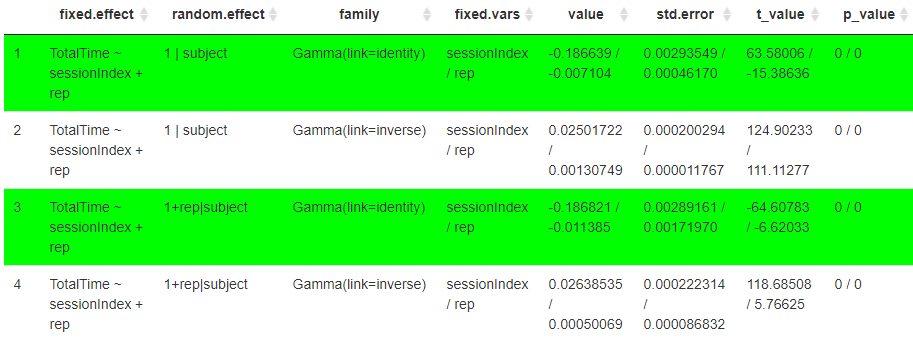 fixed.effect random.effect family fixed.vars value std.error t_value p_value
1 TotalTime ~ 1 | subject Gamma(link=identity) sessionIndex -0.186639 / 0.00293549 / 63.58006 / 0 / 0
sessionIndex + / rep -0.007104 0.00046170 -15.38636
rep
2 TotalTime ~ 1 | subject Gamma(link=inverse) sessionIndex 0.02501722 0.000200294 124.90233 0 / 0
sessionIndex + / rep / / /
rep 0.00130749 0.000011767 111.11277
3 TotalTime ~ 1+rep|subject Gamma(link=identity) sessionIndex -0.186821 / 0.00289161 / -64.60783 0 / 0
sessionIndex + / rep -0.011385 0.00171970 / -6.62033
rep
4 TotalTime ~ 1+rep|subject Gamma(link=inverse) sessionIndex 0.02638535 0.000222314 118.68508 0 / 0
sessionIndex + / rep / / / 5.76625
rep 0.00050069 0.000086832